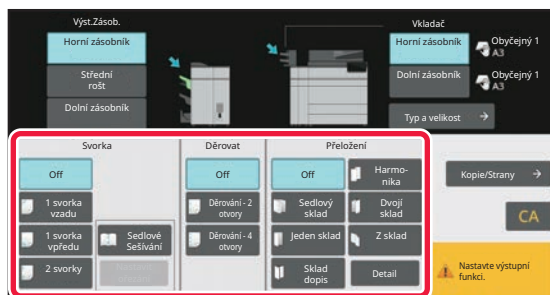 Výst.Zásob.
Vkladač
Horní zásobník
Střední
rošt
Dolní zásobník
Horní zásobník
Obyčejný 1
A3
Dolní zásobník
Obyčejný 1
A3
Typ a velikost
Svorka
Off
1 svorka
vzadu
1 svorka
vpředu
2 svorky
Sedlové
Sešívání
Děrovat
Off
Děrování - 2
otvory
Děrování - 4
otvory
Přeložení
Off
Harmo-
nika
Sedlový
sklad
Dvojí
sklad
Jeden sklad
Z sklad
Sklad
dopis
Detail
Kopie/Strany
CA
Nastavte výstupní
funkci.